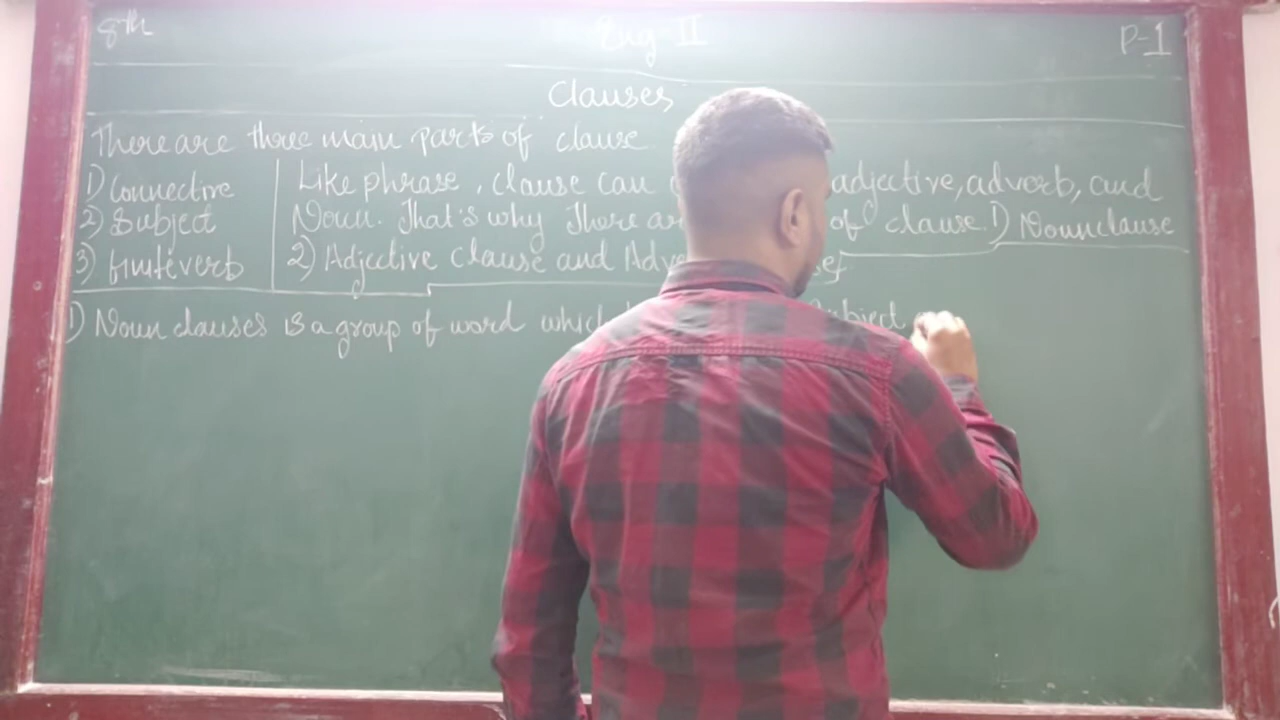 8th Eng-II P-1
Clauses
There are three main parts of clause
1) Connective
2) Subject
3) finite verb
Like phrase, Clause can adjective, adverb, and
Noun. That's why There are of clause. 1) Noun clause
2) Adjective Clause and
1) Noun clauses is a group of word